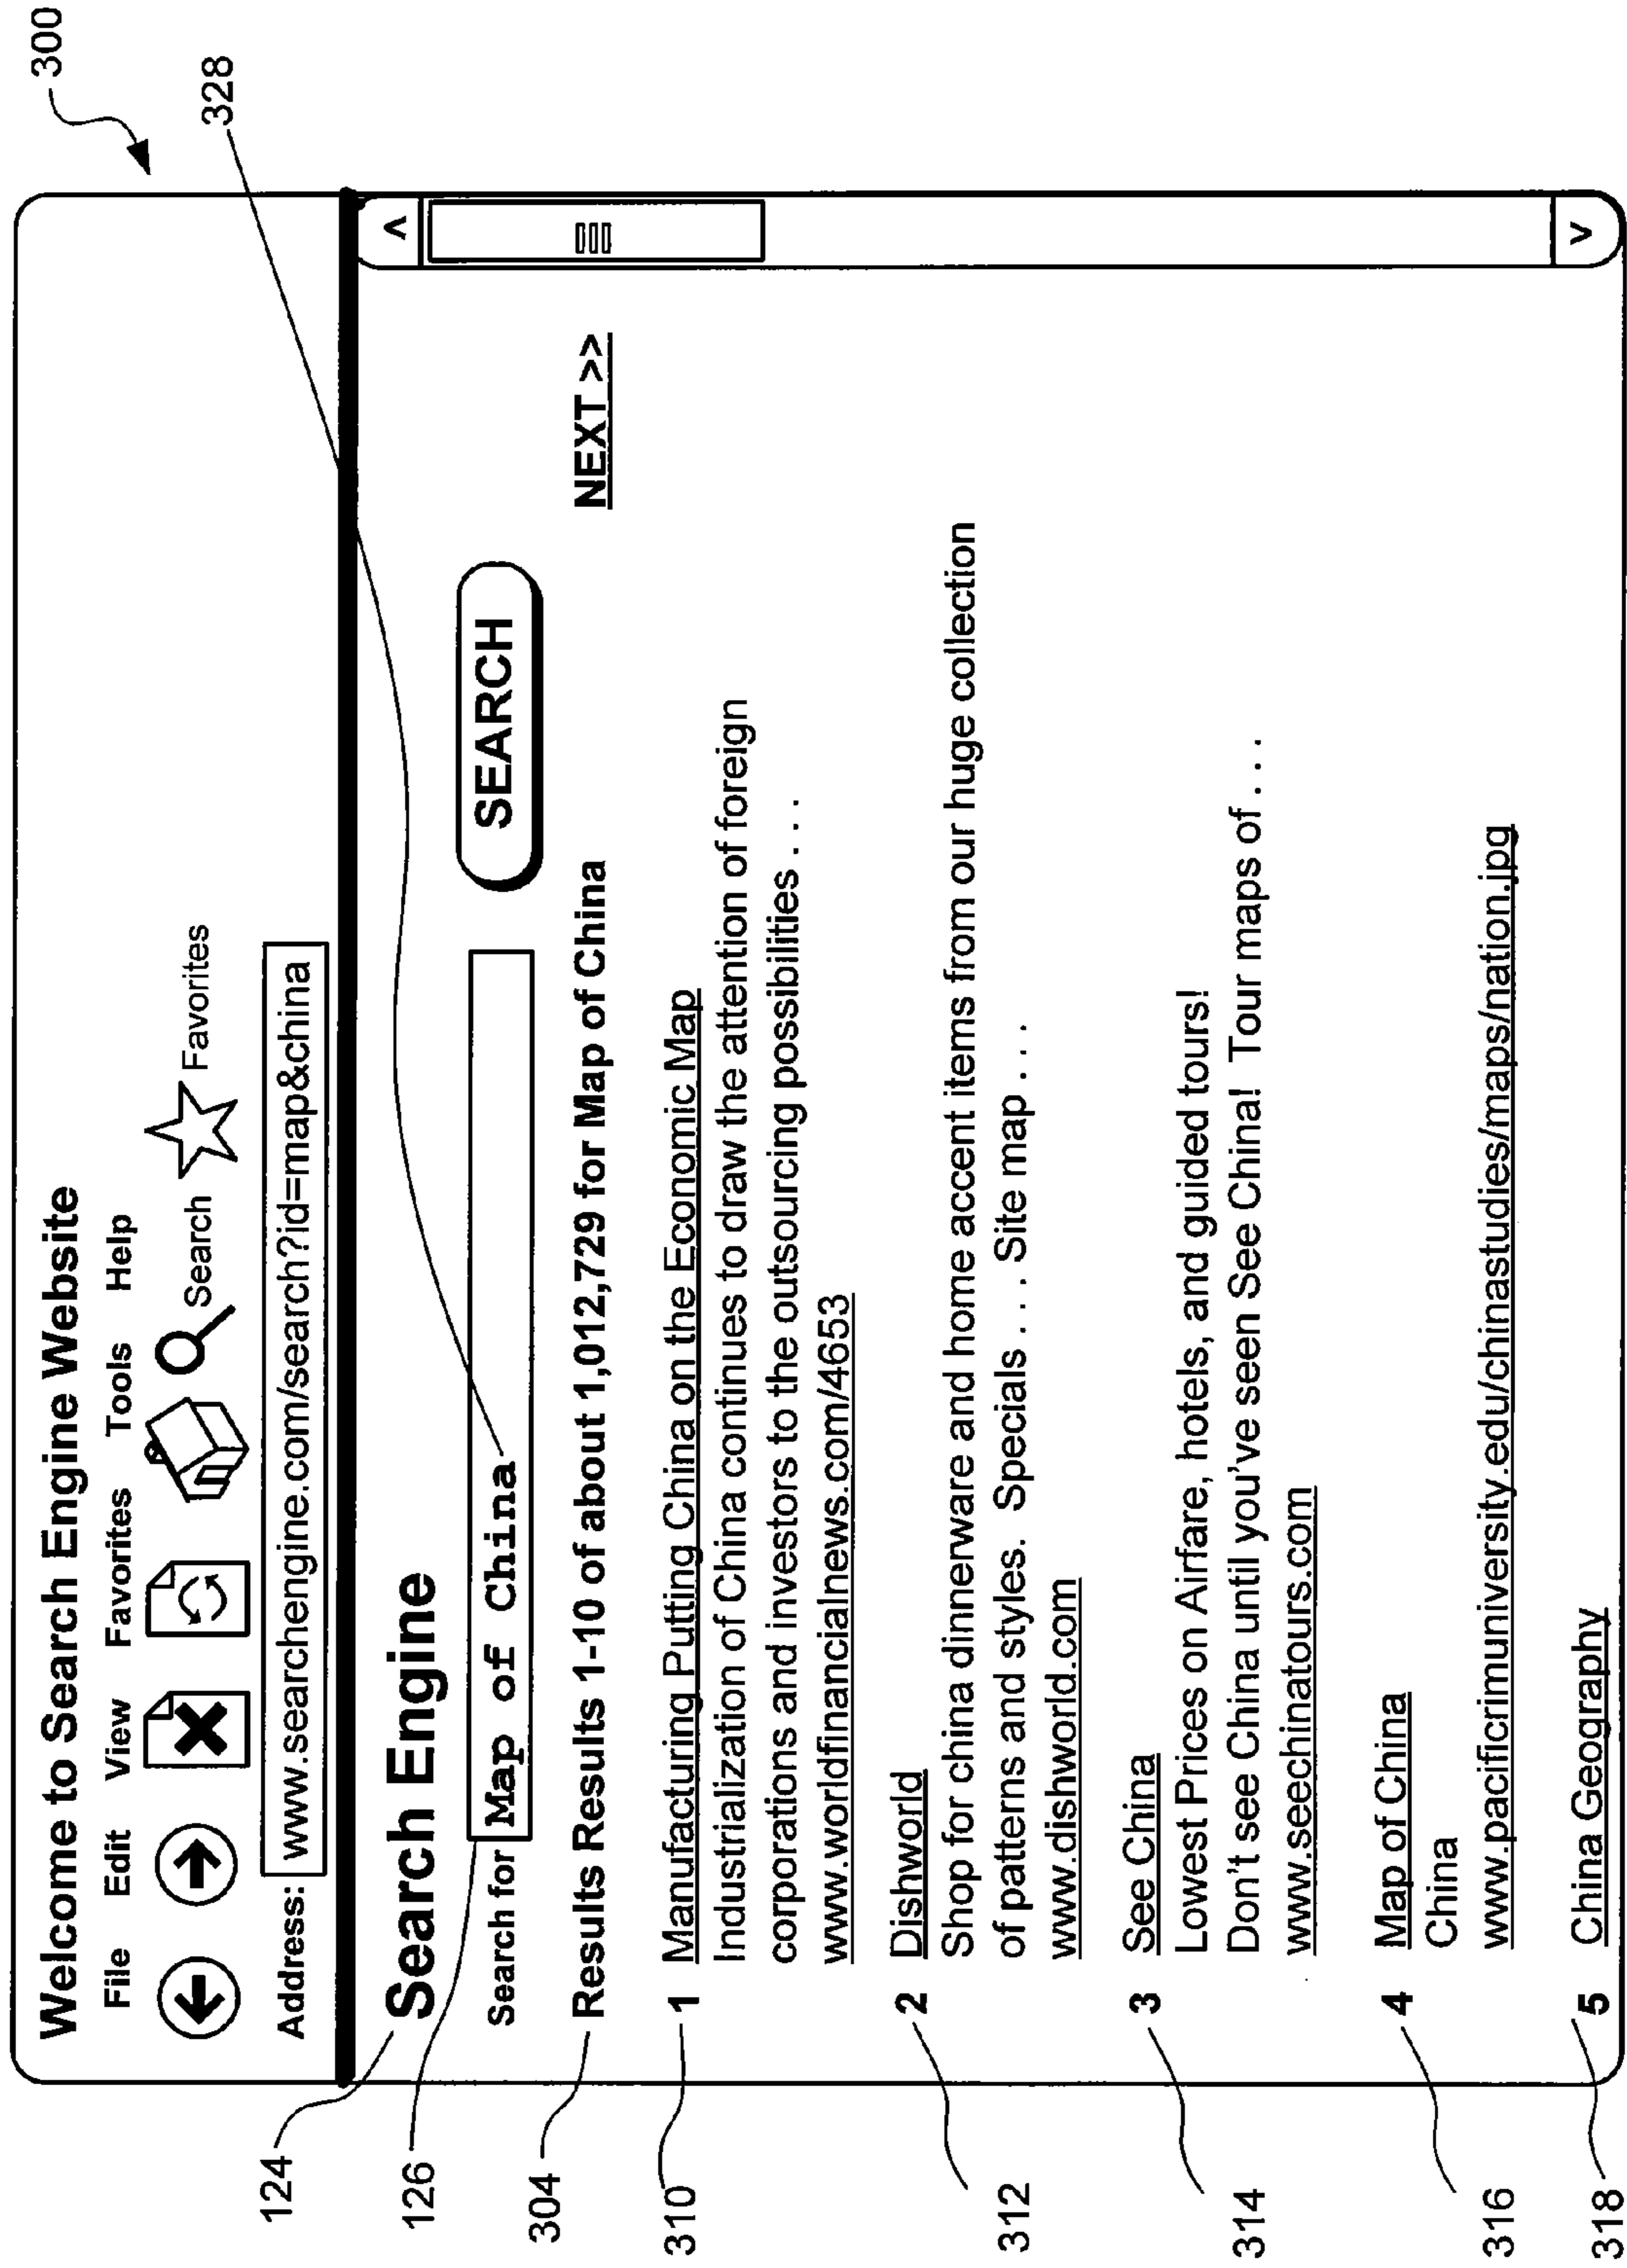 300
328
Welcome to Search Engine Website
File Edit View Favorites Tools Help
Search Favorites
Address: www.searchengine.com/search?id=map&china
124
Search Engine
126
Search for Map of China SEARCH
304
Results Results 1-10 of about 1,012,729 for Map of China NEXT >>
310
1 Manufacturing Putting China on the Economic Map
Industrialization of China continues to draw the attention of foreign
corporations and investors to the outsourcing possibilities . . .
www.worldfinancialnews.com/4653
312
2 Dishworld
Shop for china dinnerware and home accent items from our huge collection
of patterns and styles. Specials . . . Site map . . .
www.dishworld.com
314
3 See China
Lowest Prices on Airfare, hotels, and guided tours!
Don't see China until you've seen See China! Tour maps of . . .
www.seechinatours.com
316
4 Map of China
China
www.pacificrimuniversity.edu/chinastudies/maps/nation.jpg
318
5 China Geography